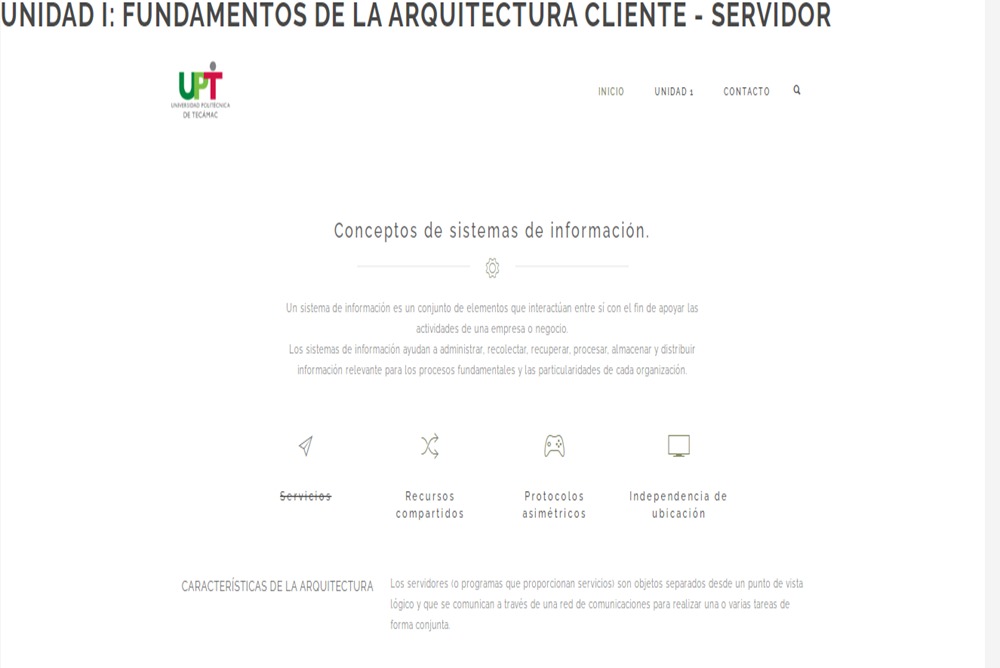 UNIDAD I: FUNDAMENTOS DE LA ARQUITECTURA CLIENTE - SERVIDOR
UPT
UNIVERSIDAD POLITÉCNICA
DE TECÁMAC
INICIO UNIDAD 1 CONTACTO
Conceptos de sistemas de información.
Un sistema de información es un conjunto de elementos que interactúan entre sí con el fin de apoyar las
actividades de una empresa o negocio.
Los sistemas de información ayudan a administrar, recolectar, recuperar, procesar, almacenar y distribuir
información relevante para los procesos fundamentales y las particularidades de cada organización.
Servicios
Recursos
compartidos
Protocolos
asimétricos
Independencia de
ubicación
CARACTERÍSTICAS DE LA ARQUITECTURA
Los servidores (o programas que proporcionan servicios) son objetos separados desde un punto de vista
lógico y que se comunican a través de una red de comunicaciones para realizar una o varias tareas de
forma conjunta.